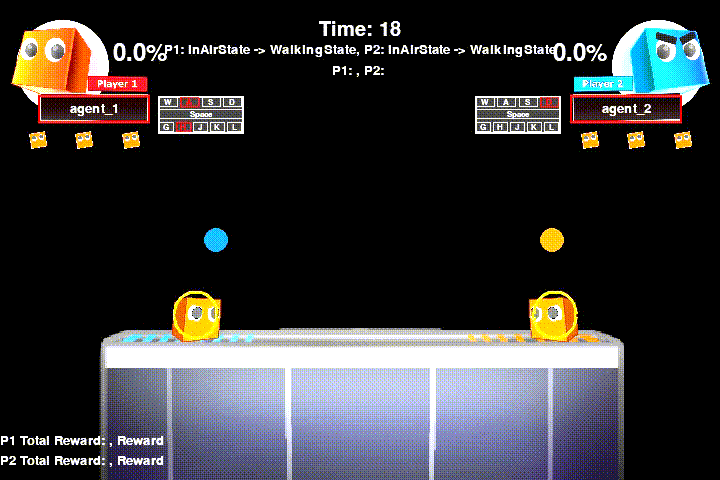 Time: 18
0.0% P1: InAirState -> WalkingState, P2: InAirState -> WalkingState 0.0%
P1: , P2:
Player 1
Player 2
agent_1
agent_2
W A S D
Space
G H J K L
W A S D
Space
G H J K L
P1 Total Reward: , Reward
P2 Total Reward: , Reward